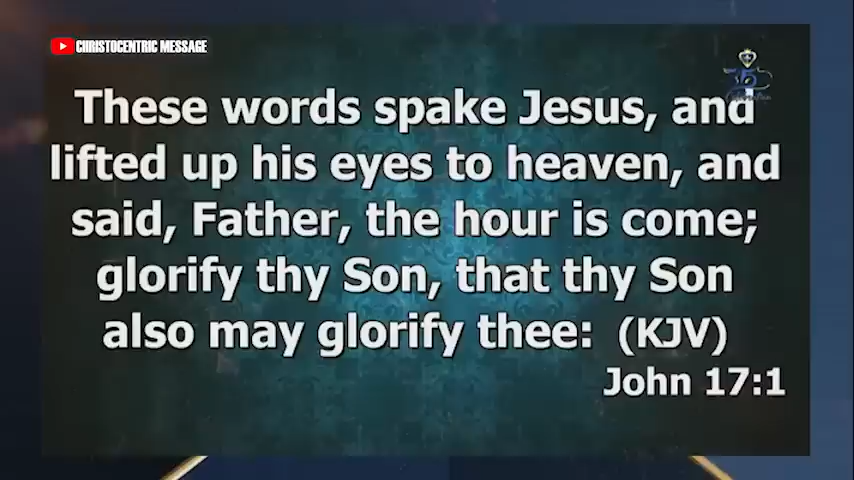 CHRISTOCENTRIC MESSAGE
These words spake Jesus, and
lifted up his eyes to heaven, and
said, Father, the hour is come;
glorify thy Son, that thy Son
also may glorify thee: (KJV)
John 17:1